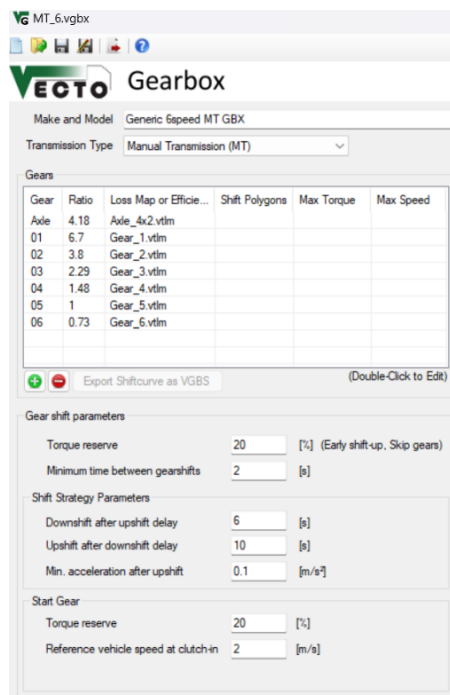 MT_6.vgbx
VECTO Gearbox
Make and Model Generic 6speed MT GBX
Transmission Type Manual Transmission (MT)
Gears
Gear Ratio Loss Map or Efficie... Shift Polygons Max Torque Max Speed
Axle 4.18 Axle_4x2.vtlm
01 6.7 Gear_1.vtlm
02 3.8 Gear_2.vtlm
03 2.29 Gear_3.vtlm
04 1.48 Gear_4.vtlm
05 1 Gear_5.vtlm
06 0.73 Gear_6.vtlm
(Double-Click to Edit)
Export Shiftcurve as VGBS
Gear shift parameters
Torque reserve 20 [%] (Early shift-up, Skip gears)
Minimum time between gearshifts 2 [s]
Shift Strategy Parameters
Downshift after upshift delay 6 [s]
Upshift after downshift delay 10 [s]
Min. acceleration after upshift 0.1 [m/s²]
Start Gear
Torque reserve 20 [%]
Reference vehicle speed at clutch-in 2 [m/s]